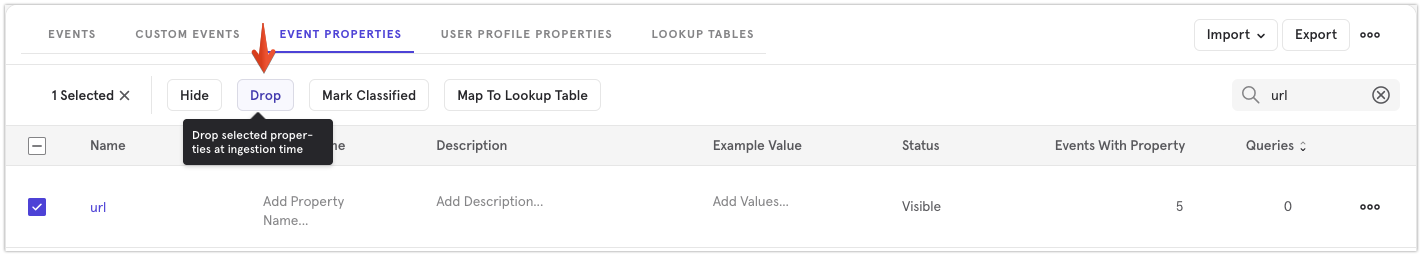 EVENTS CUSTOM EVENTS EVENT PROPERTIES USER PROFILE PROPERTIES LOOKUP TABLES Import Export
1 Selected Hide Drop Mark Classified Map To Lookup Table url
Drop selected proper-
ties at ingestion time
Name Description Example Value Status Events With Property Queries
url Add Property Add Description... Add Values... Visible 5 0
Name...